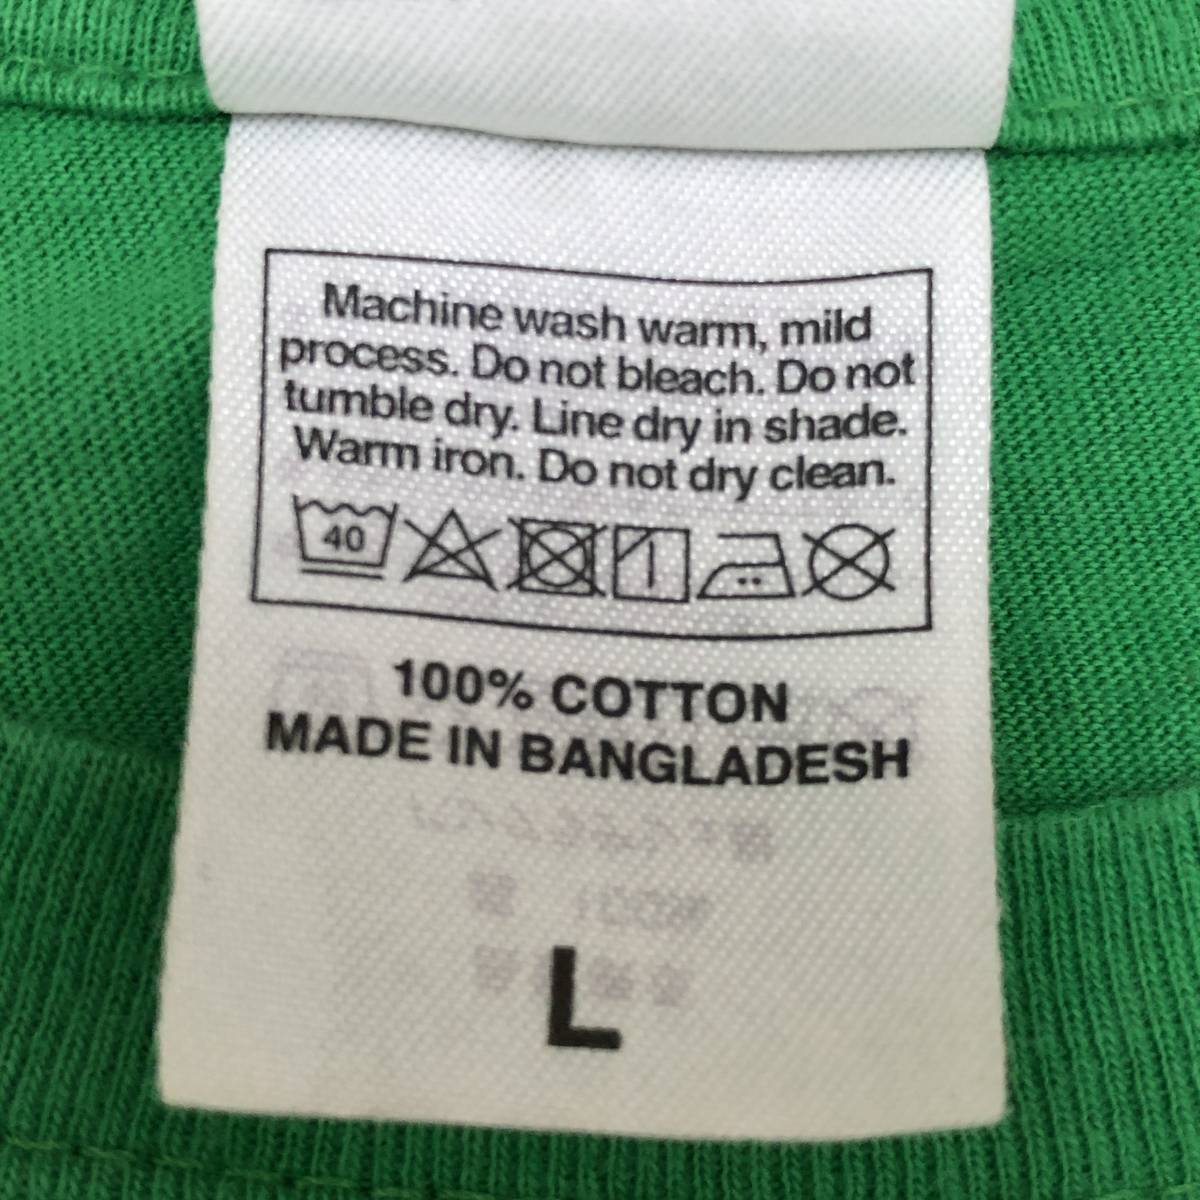 Machine wash warm, mild
process. Do not bleach. Do not
tumble dry. Line dry in shade.
Warm iron. Do not dry clean.
40
100% COTTON
MADE IN BANGLADESH
L